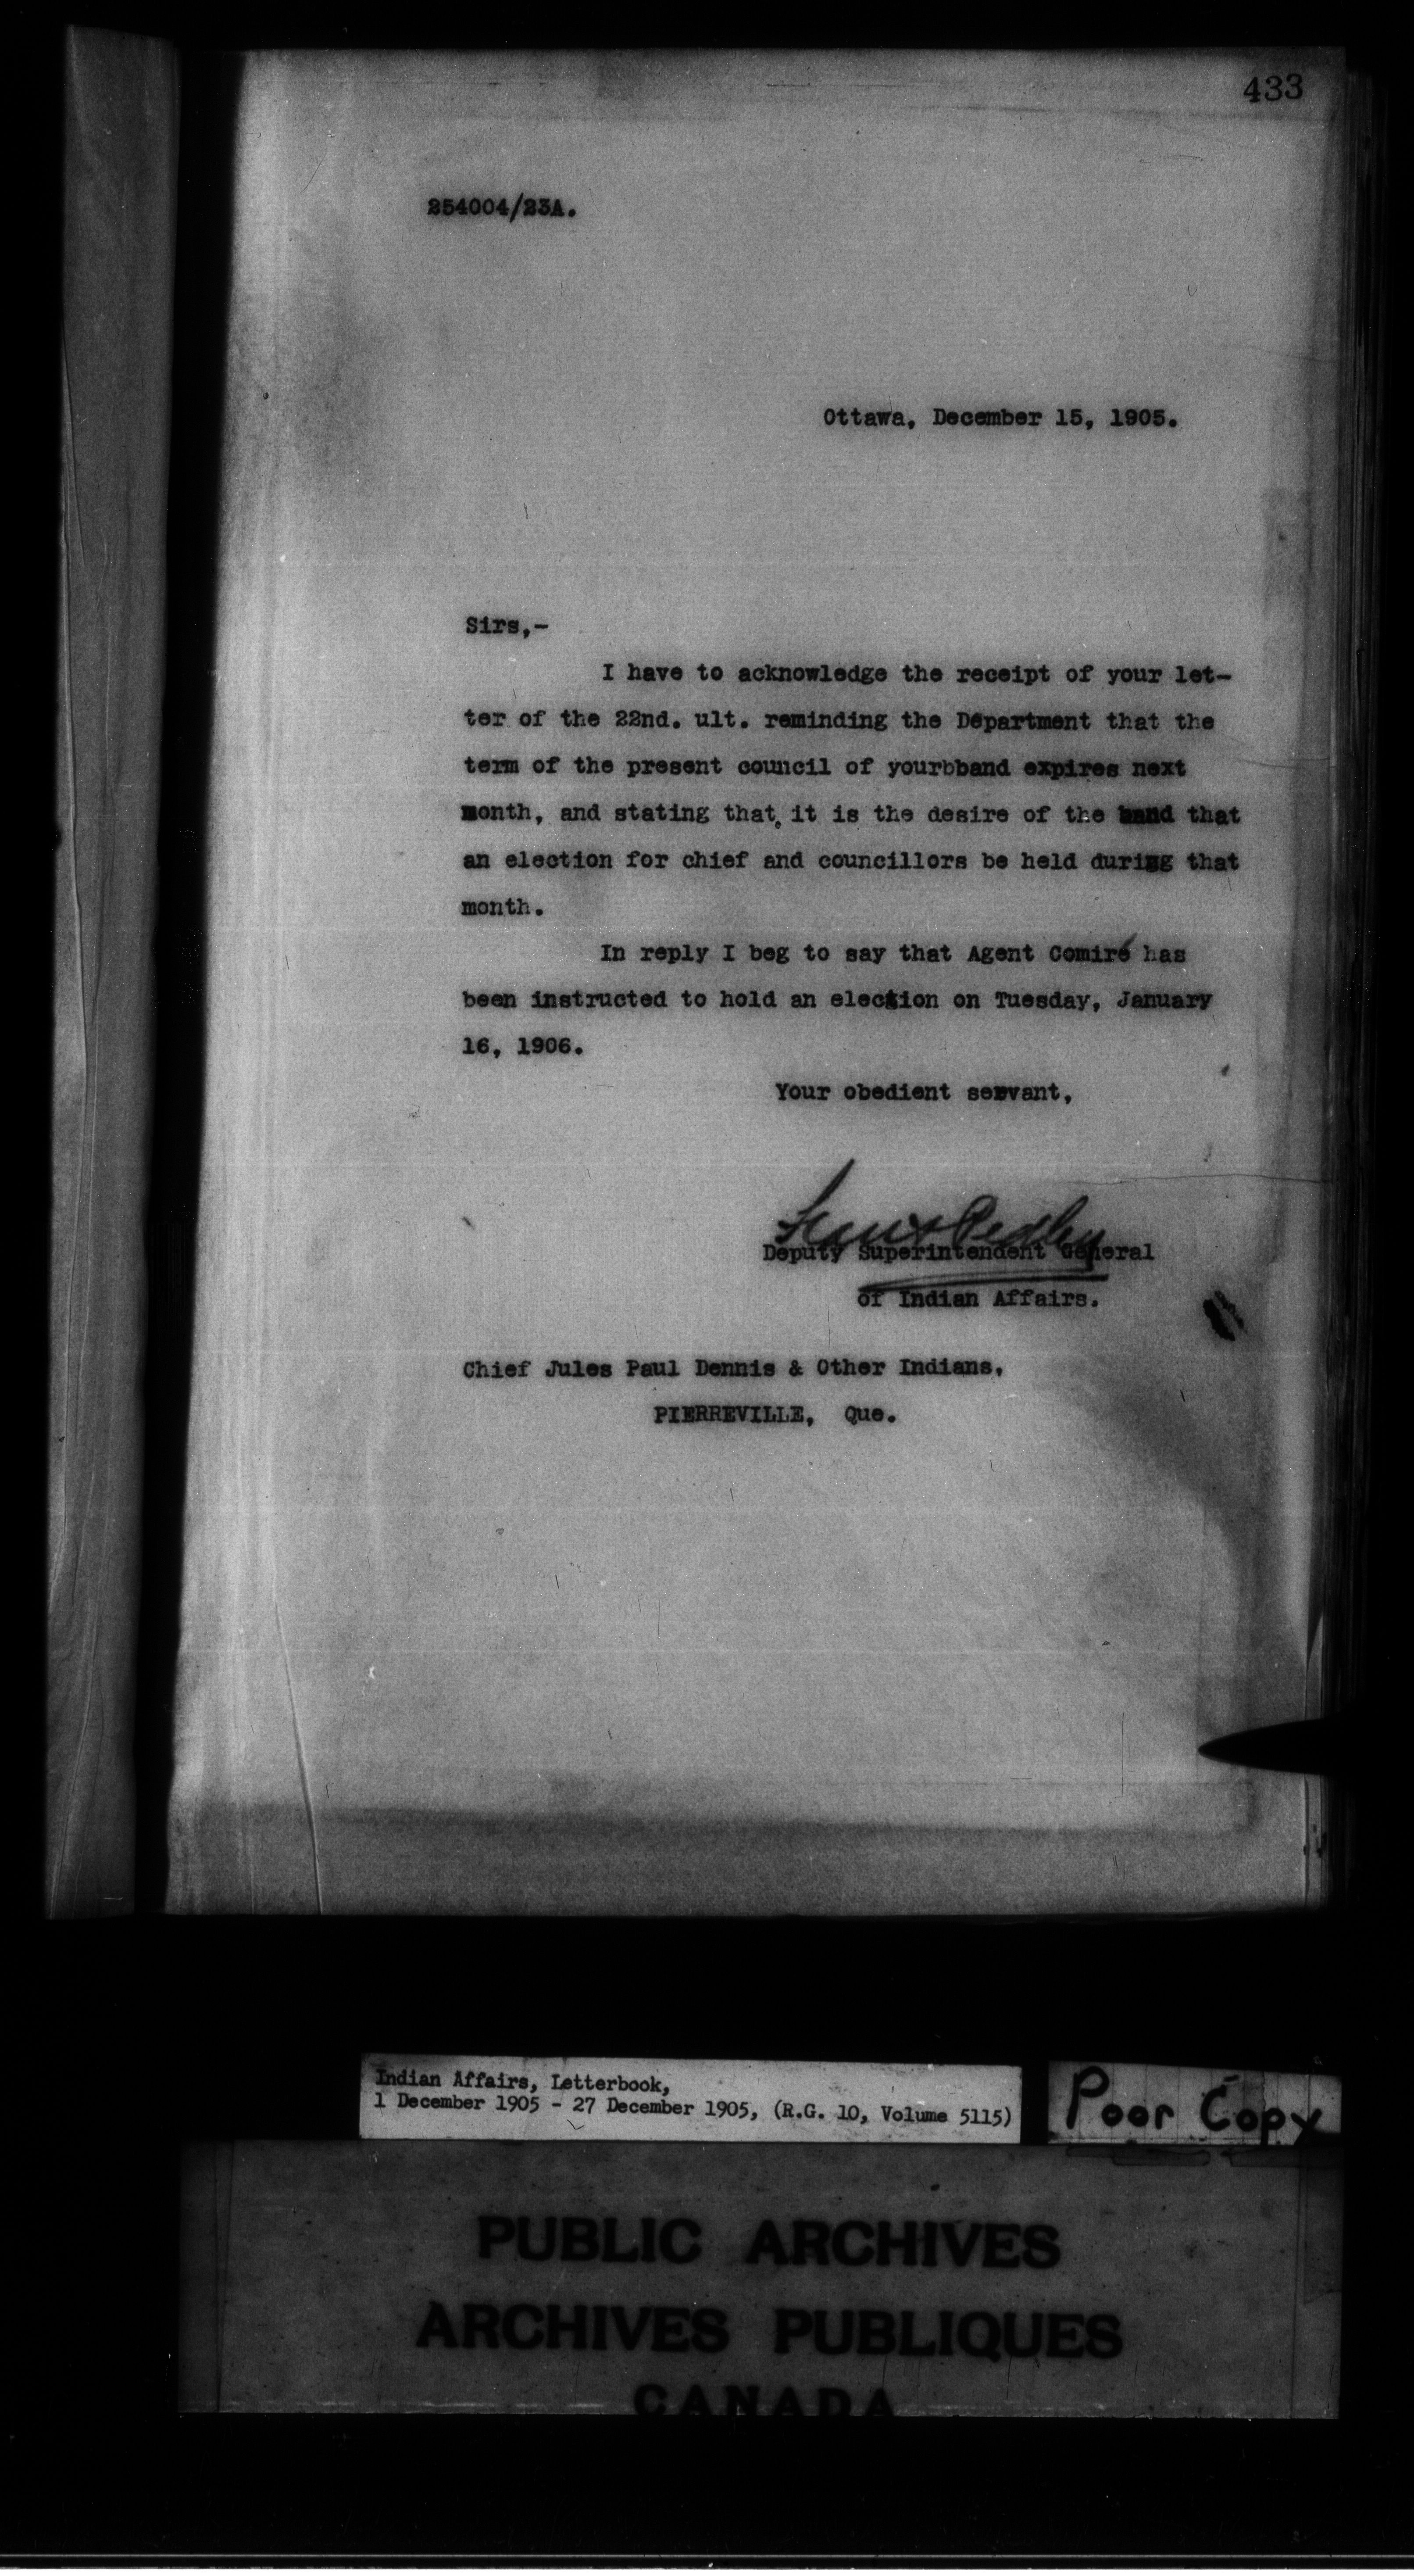 433
254004/23A.
Ottawa, December 15, 1905.
Sirs,-
I have to acknowledge the receipt of your let-
ter of the 22nd. ult. reminding the Department that the
term of the present council of yourbband expires next
month, and stating that it is the desire of the band that
an election for chief and councillors be held during that
month.
In reply I beg to say that Agent Comiré has
been instructed to hold an election on Tuesday, January
16, 1906.
Your obedient servant,
Frank Pedley
Deputy Superintendent General
of Indian Affairs.
Chief Jules Paul Dennis & Other Indians,
PIERREVILLE, Que.
Indian Affairs, Letterbook,
1 December 1905 - 27 December 1905, (R.G. 10, Volume 5115)
Poor Copy
PUBLIC ARCHIVES
ARCHIVES PUBLIQUES
CANADA